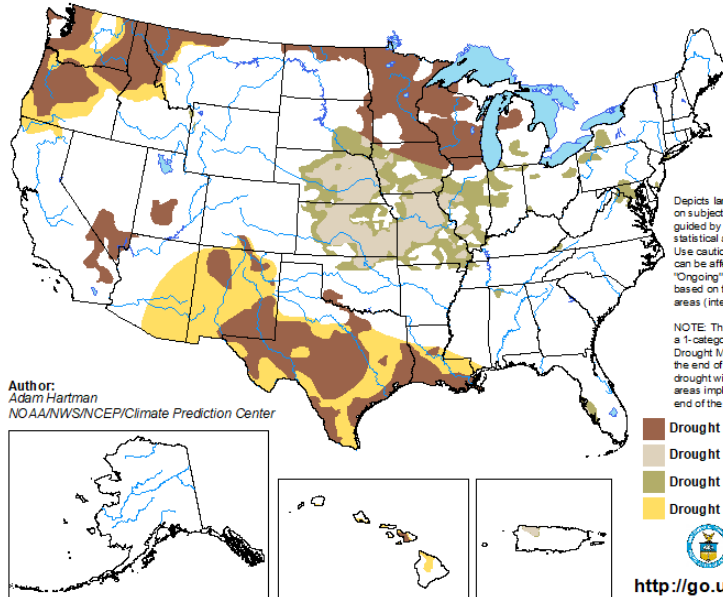 Depicts la
on subject
guided by
statistical
Use cautio
can be affe
"Ongoing"
based on t
areas (inte
NOTE: Th
a 1-categor
Drought M
the end of
drought wi
areas impl
end of the
Author:
Adam Hartman
NOAA/NWS/NCEP/Climate Prediction Center
Drought
Drought
Drought
Drought
http://go.u